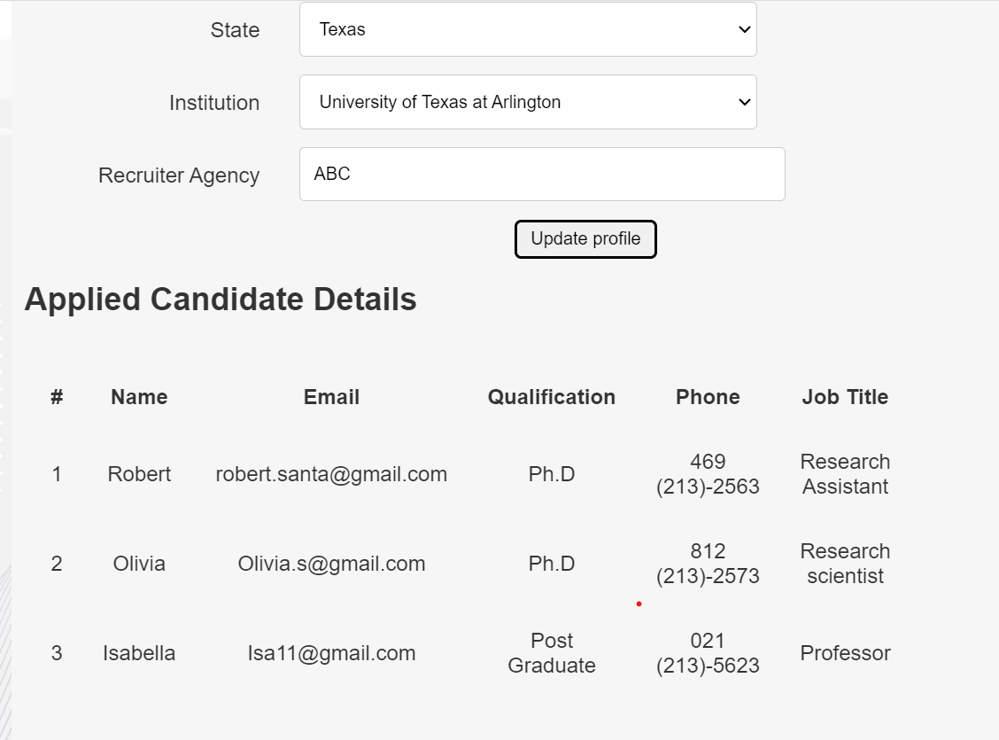 State Texas
Institution University of Texas at Arlington
Recruiter Agency ABC
Update profile
Applied Candidate Details
# Name Email Qualification Phone Job Title
1 Robert robert.santa@gmail.com Ph.D 469 (213)-2563 Research Assistant
2 Olivia Olivia.s@gmail.com Ph.D 812 (213)-2573 Research scientist
3 Isabella Isa11@gmail.com Post Graduate 021 (213)-5623 Professor